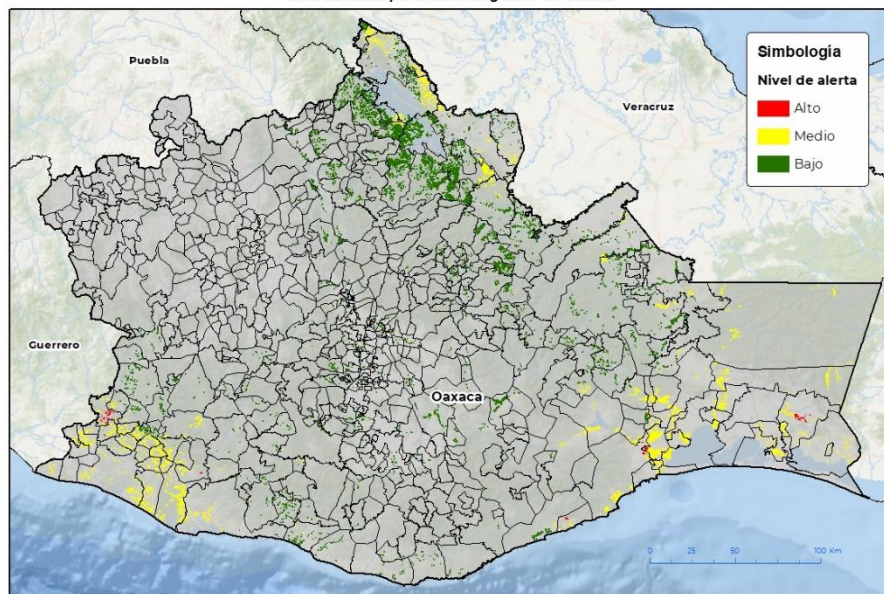 Puebla
Veracruz
Guerrero
Oaxaca
Simbología
Nivel de alerta
Alto
Medio
Bajo
0 25 50 100 Km